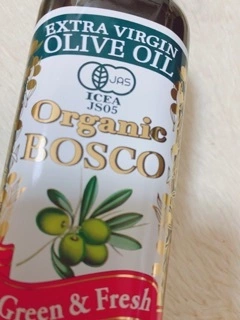 EXTRA VIRGIN
OLIVE OIL
JAS
ICEA
JS05
Organic
BOSCO
Green & Fresh